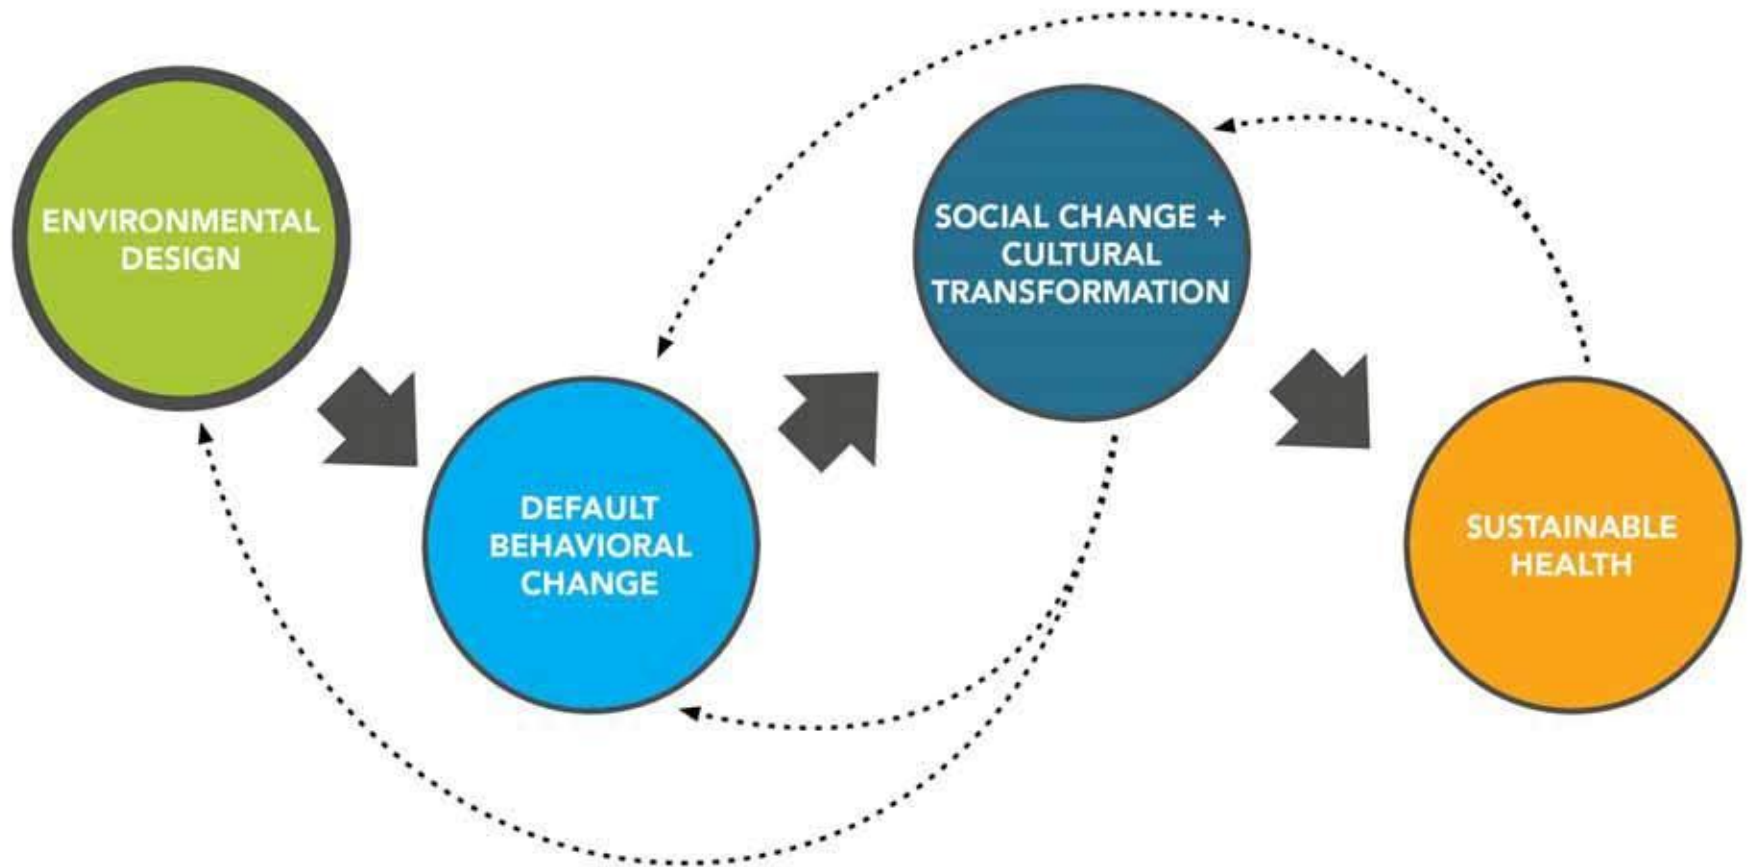 ENVIRONMENTAL
DESIGN
DEFAULT
BEHAVIORAL
CHANGE
SOCIAL CHANGE +
CULTURAL
TRANSFORMATION
SUSTAINABLE
HEALTH